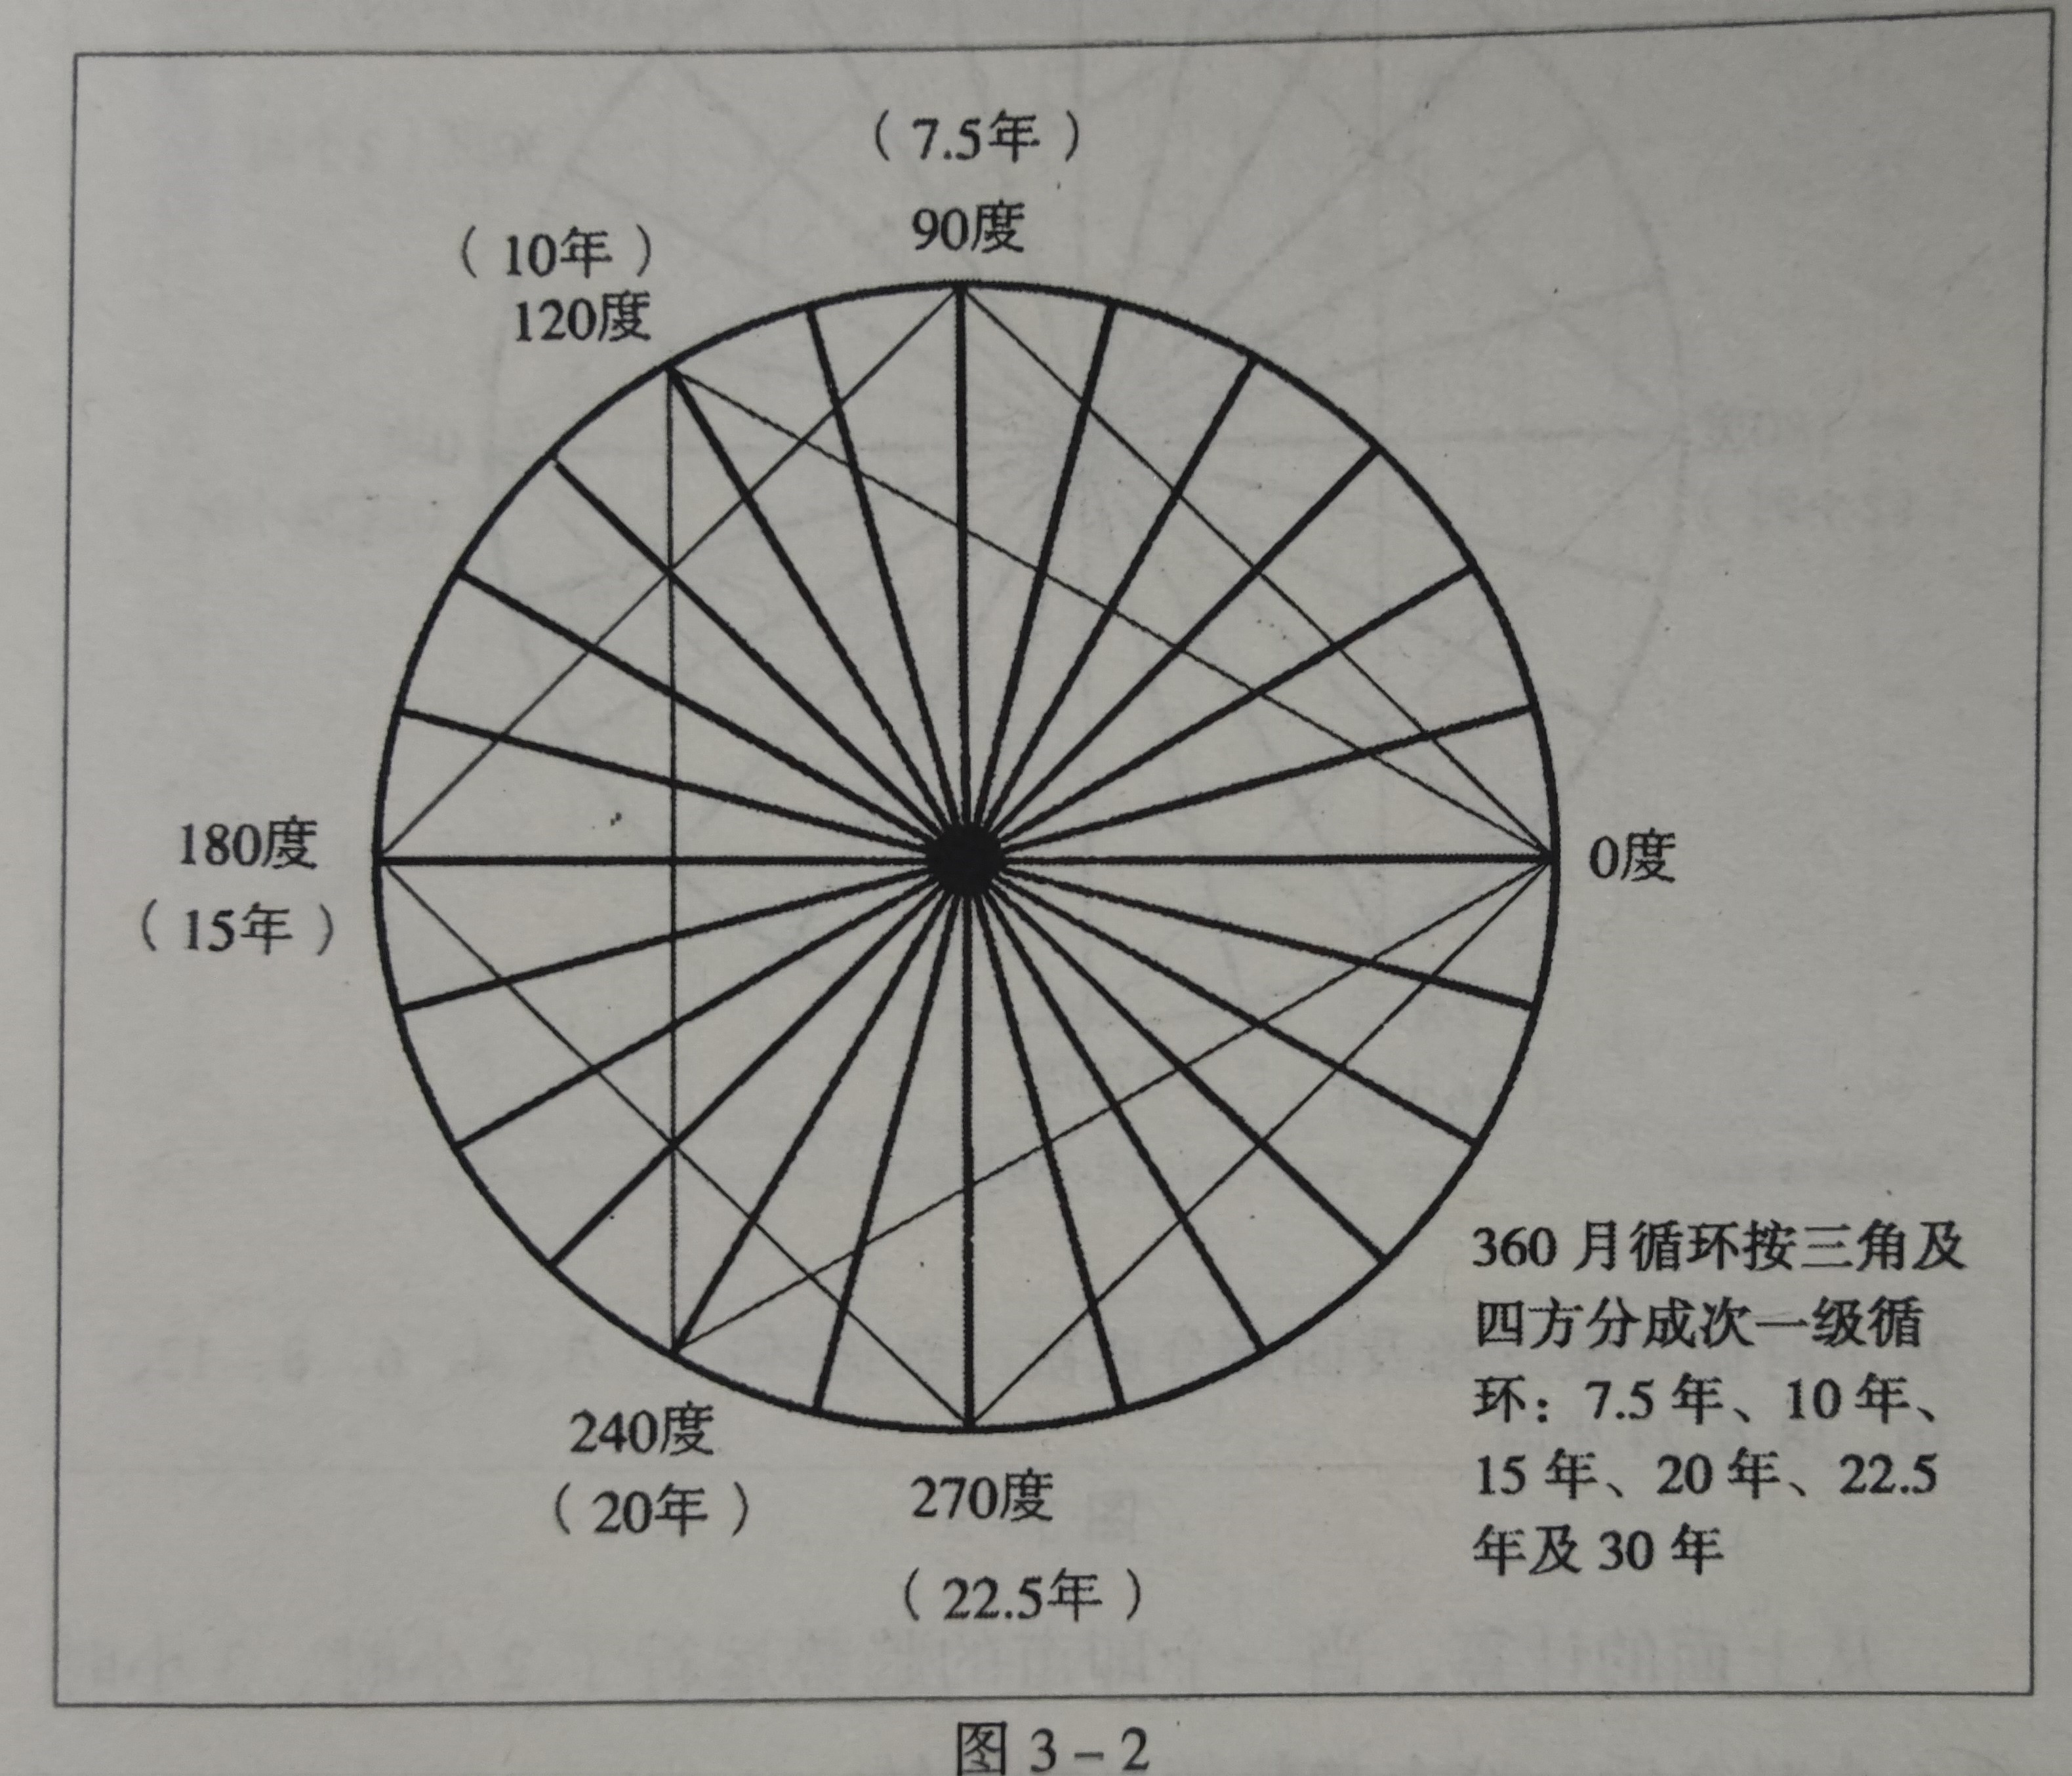 （7.5年）
90度
（10年）
120度
180度
（15年）
0度
240度
（20年）
270度
（22.5年）
360 月循环按三角及
四方分成次一级循
环：7.5 年、10 年、
15 年、20 年、22.5
年及 30 年
图 3－2